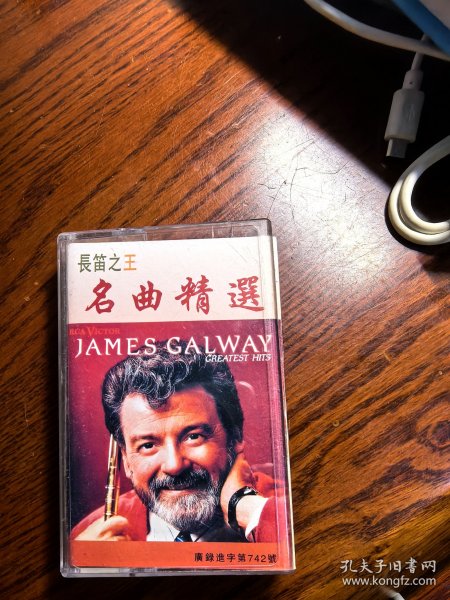 長笛之王
名曲精選
RCA VICTOR
JAMES GALWAY
GREATEST HITS
廣錄進字第742號
孔夫子旧书网
www.kongfz.com